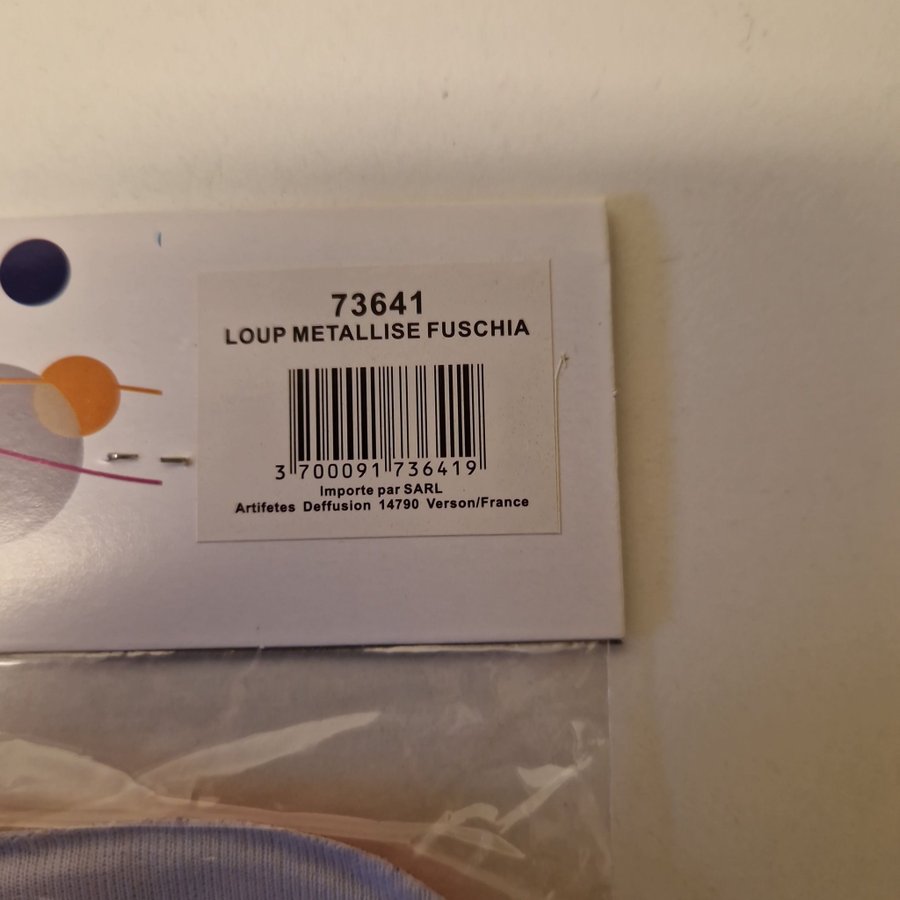 73641
LOUP METALLISE FUSCHIA
3 700091 736419
Importe par SARL
Artifetes Deffusion 14790 Verson/France